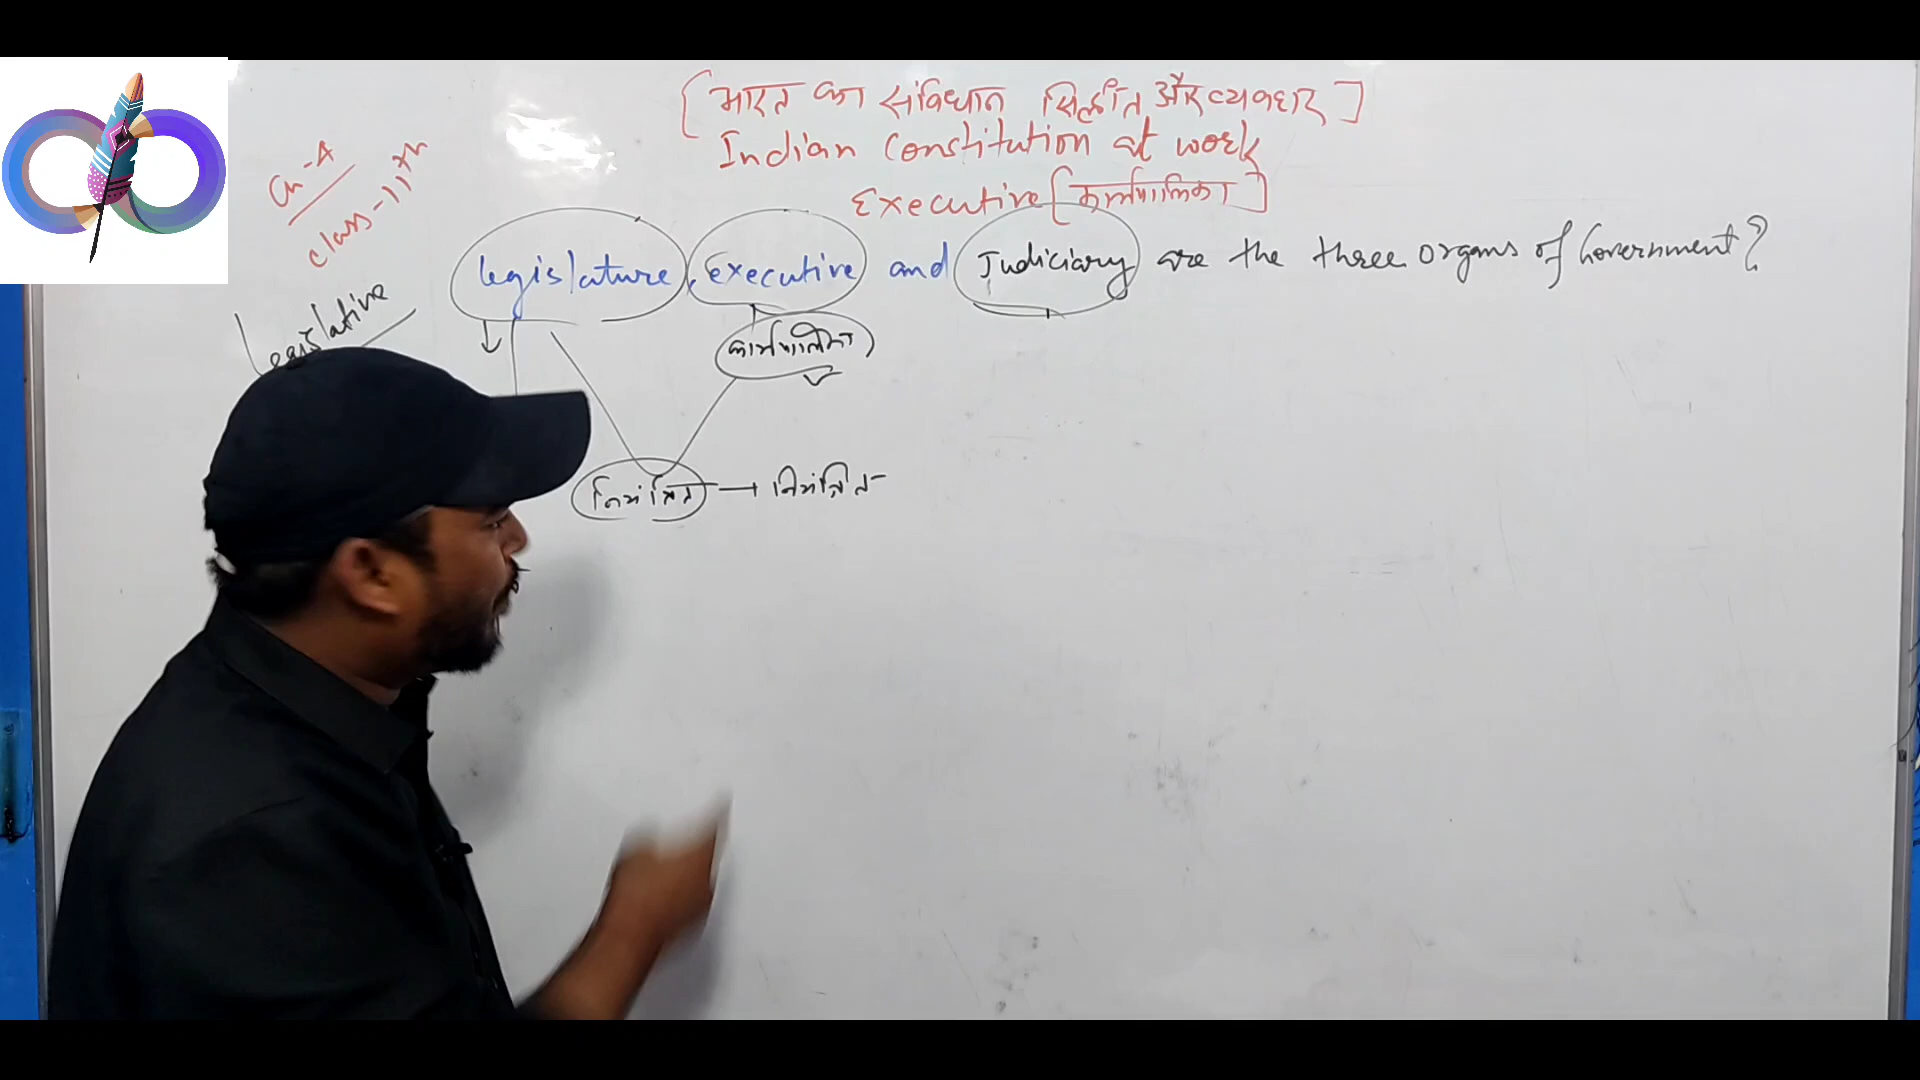 [भारत का संविधान सिद्धांत और व्यवहार]
Indian Constitution at work
Executive [कार्यपालिका]
Ch-4
class-11th
legislature, Executive and Judiciary are the three organs of Government?
Legislative
कार्यपालिका
नियंत्रित → नियंत्रित